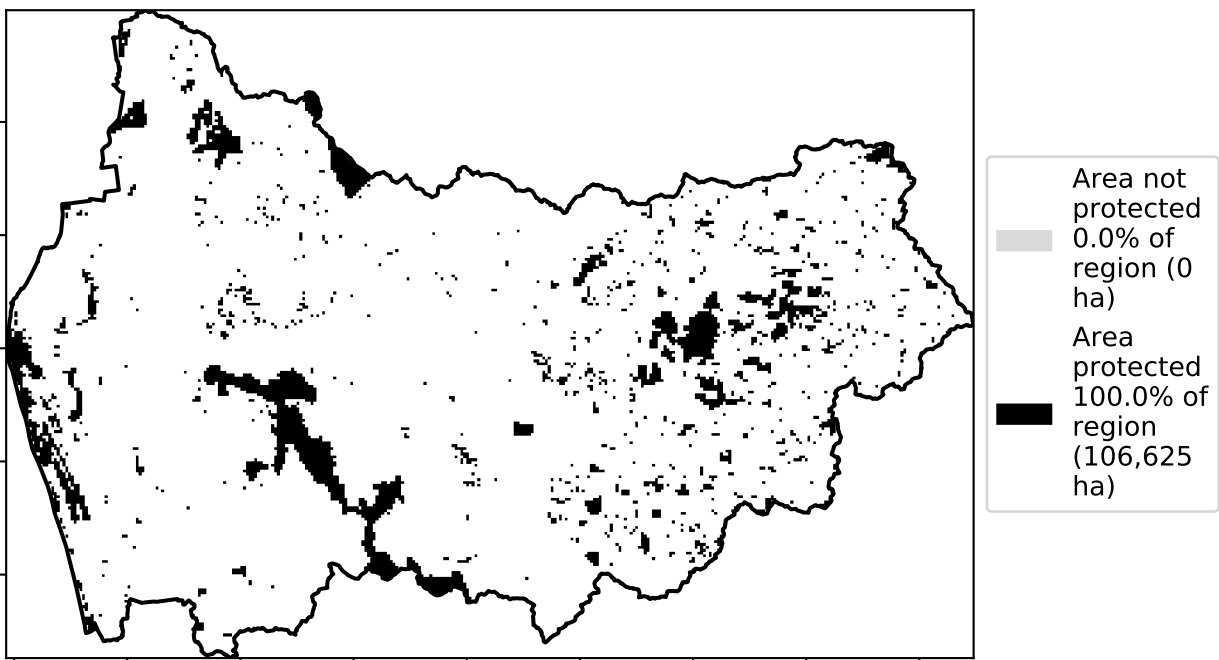 Area not
protected
0.0% of
region (0
ha)
Area
protected
100.0% of
region
(106,625
ha)